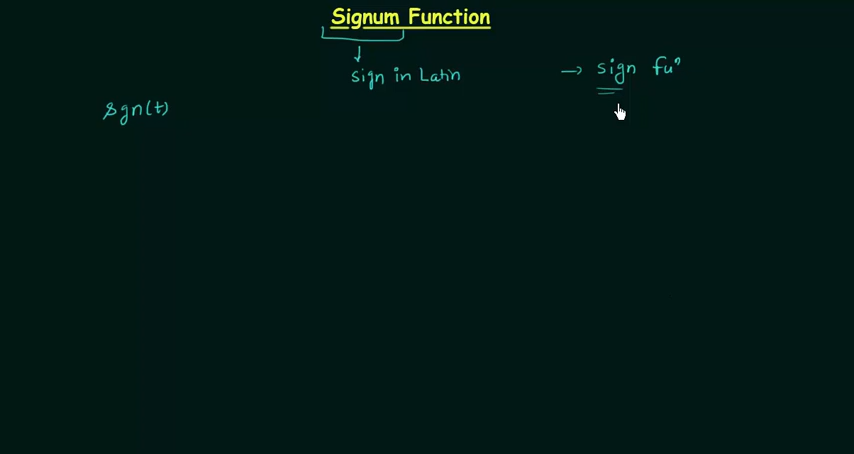 Signum Function
sign in Latin → sign fuⁿ
sgn(t)